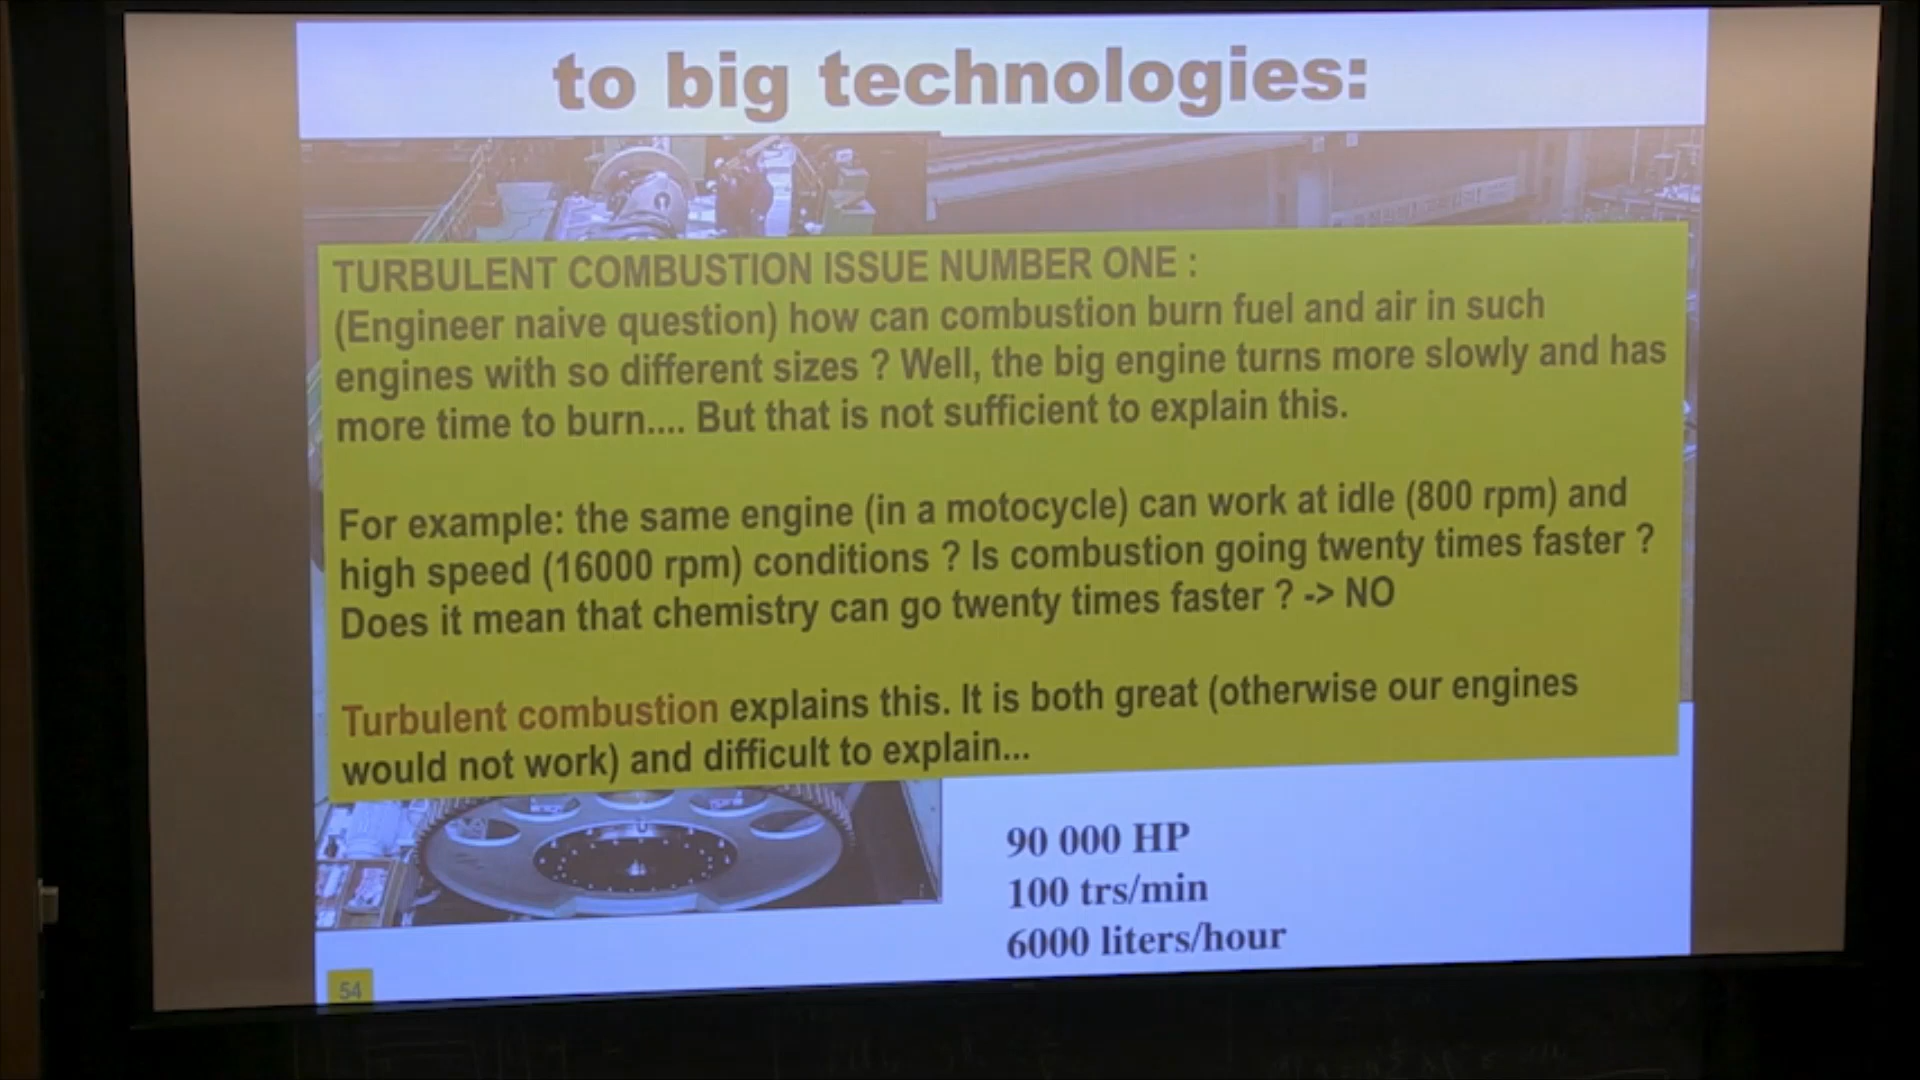 to big technologies:
TURBULENT COMBUSTION ISSUE NUMBER ONE :
(Engineer naive question) how can combustion burn fuel and air in such
engines with so different sizes ? Well, the big engine turns more slowly and has
more time to burn.... But that is not sufficient to explain this.
For example: the same engine (in a motocycle) can work at idle (800 rpm) and
high speed (16000 rpm) conditions ? Is combustion going twenty times faster ?
Does it mean that chemistry can go twenty times faster ? -> NO
Turbulent combustion explains this. It is both great (otherwise our engines
would not work) and difficult to explain...
90 000 HP
100 trs/min
6000 liters/hour
54